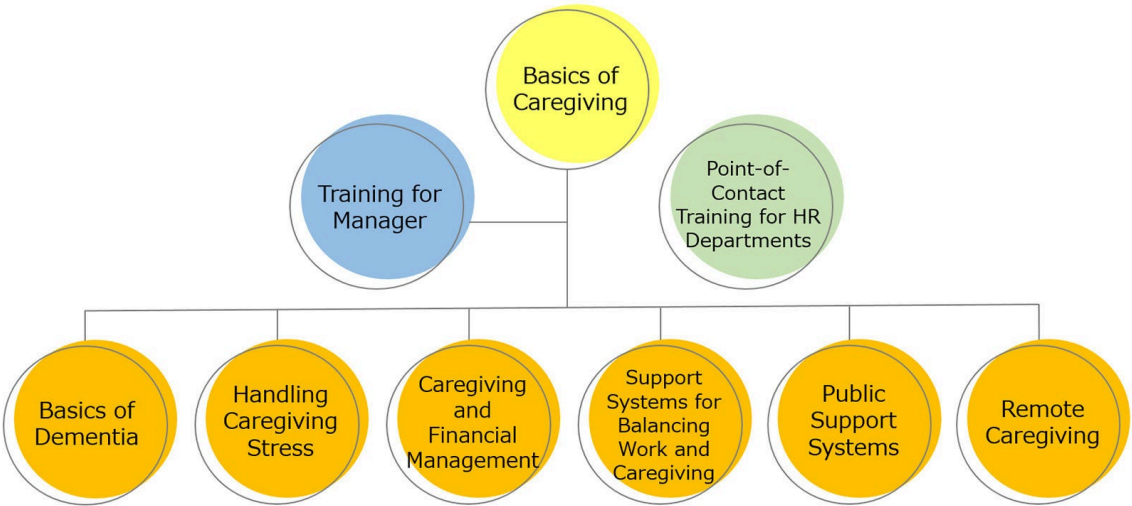 Basics of
Caregiving
Training for
Manager
Point-of-
Contact
Training for HR
Departments
Basics of
Dementia
Handling
Caregiving
Stress
Caregiving
and
Financial
Management
Support
Systems for
Balancing
Work and
Caregiving
Public
Support
Systems
Remote
Caregiving